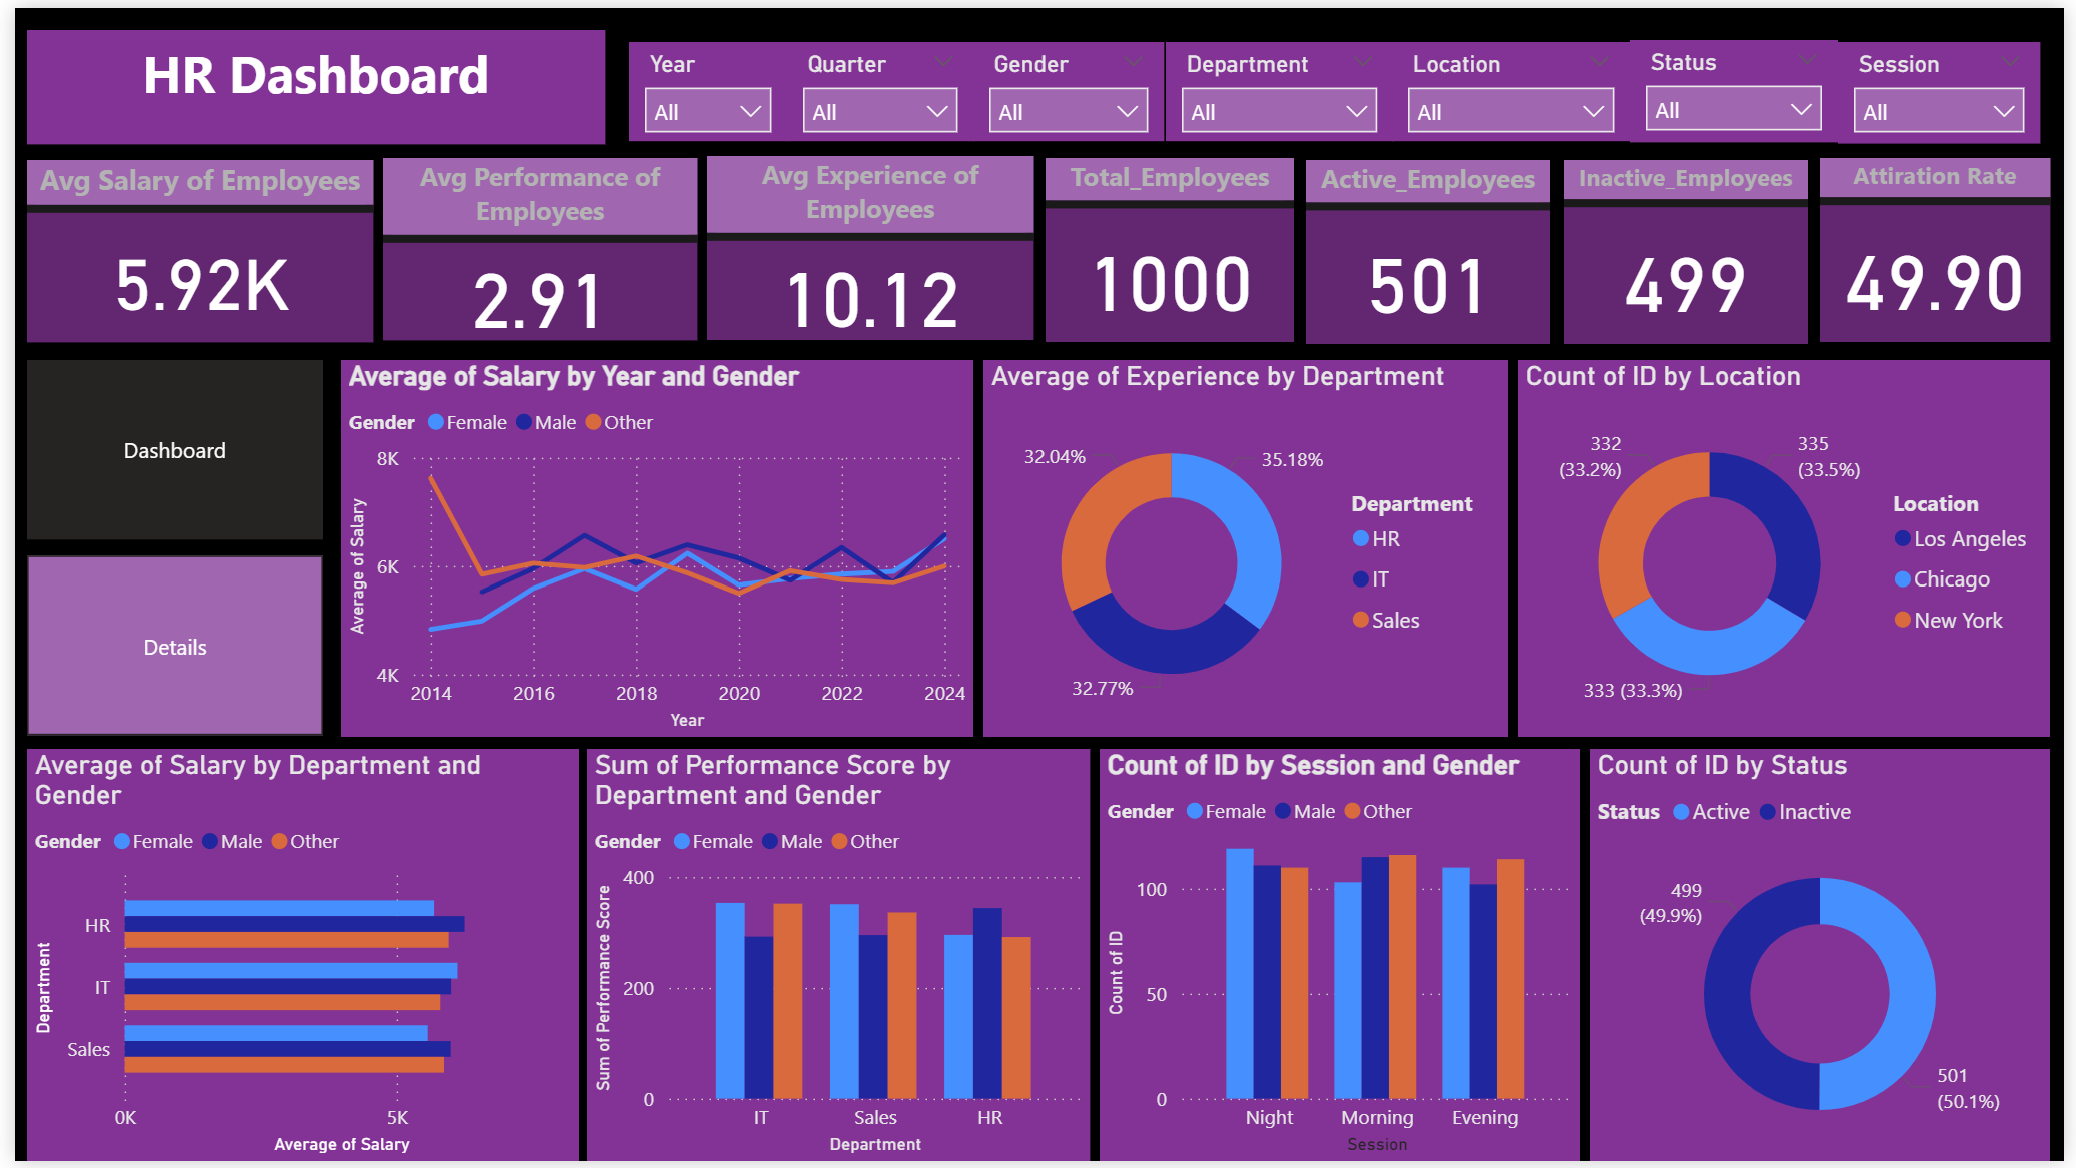 HR Dashboard
Year
All
Quarter
All
Gender
All
Department
All
Location
All
Status
All
Session
All
Avg Salary of Employees
5.92K
Avg Performance of
Employees
2.91
Avg Experience of
Employees
10.12
Total_Employees
1000
Active_Employees
501
Inactive_Employees
499
Attiration Rate
49.90
Dashboard
Details
Average of Salary by Year and Gender
Gender Female Male Other
Average of Salary
8K
6K
4K
2014 2016 2018 2020 2022 2024
Year
Average of Experience by Department
32.04%
35.18%
32.77%
Department
HR
IT
Sales
Count of ID by Location
332
(33.2%)
335
(33.5%)
333 (33.3%)
Location
Los Angeles
Chicago
New York
Average of Salary by Department and
Gender
Gender Female Male Other
Department
HR
IT
Sales
0K 5K
Average of Salary
Sum of Performance Score by
Department and Gender
Gender Female Male Other
Sum of Performance Score
400
200
0
IT Sales HR
Department
Count of ID by Session and Gender
Gender Female Male Other
Count of ID
100
50
0
Night Morning Evening
Session
Count of ID by Status
Status Active Inactive
499
(49.9%)
501
(50.1%)